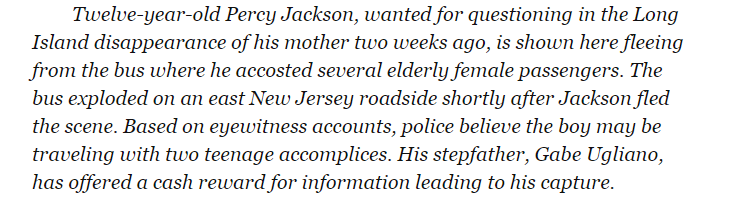 Twelve-year-old Percy Jackson, wanted for questioning in the Long
Island disappearance of his mother two weeks ago, is shown here fleeing
from the bus where he accosted several elderly female passengers. The
bus exploded on an east New Jersey roadside shortly after Jackson fled
the scene. Based on eyewitness accounts, police believe the boy may be
traveling with two teenage accomplices. His stepfather, Gabe Ugliano,
has offered a cash reward for information leading to his capture.